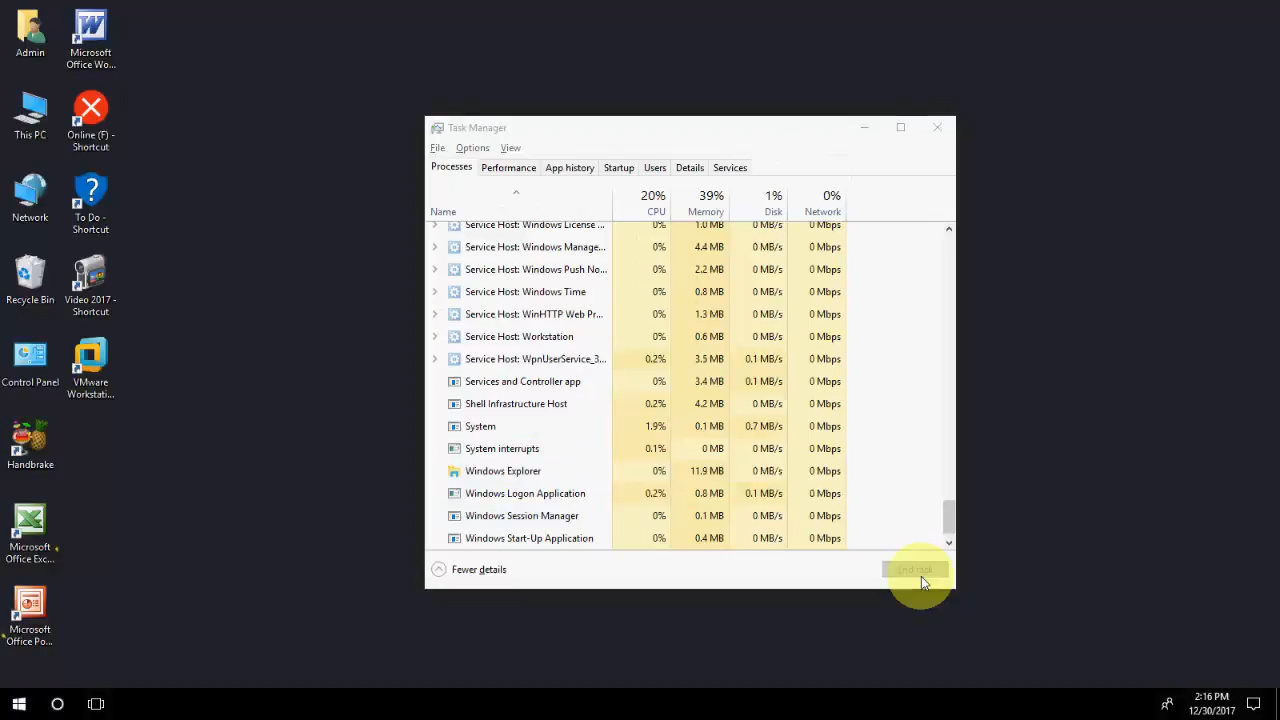 Admin
Microsoft
Office Wo...
This PC
Online (F) -
Shortcut
Network
To Do -
Shortcut
Recycle Bin
Video 2017 -
Shortcut
Control Panel
VMware
Workstati...
Handbrake
Microsoft
Office Exc...
Microsoft
Office Po...
Task Manager
File Options View
Processes Performance App history Startup Users Details Services
20% 39% 1% 0%
Name CPU Memory Disk Network
Service Host: Windows License ... 0% 1.0 MB 0 MB/s 0 Mbps
Service Host: Windows Manage... 0% 4.4 MB 0 MB/s 0 Mbps
Service Host: Windows Push No... 0% 2.2 MB 0 MB/s 0 Mbps
Service Host: Windows Time 0% 0.8 MB 0 MB/s 0 Mbps
Service Host: WinHTTP Web Pr... 0% 1.3 MB 0 MB/s 0 Mbps
Service Host: Workstation 0% 0.6 MB 0 MB/s 0 Mbps
Service Host: WpnUserService_3... 0.2% 3.5 MB 0.1 MB/s 0 Mbps
Services and Controller app 0% 3.4 MB 0.1 MB/s 0 Mbps
Shell Infrastructure Host 0.2% 4.2 MB 0 MB/s 0 Mbps
System 1.9% 0.1 MB 0.7 MB/s 0 Mbps
System interrupts 0.1% 0 MB 0 MB/s 0 Mbps
Windows Explorer 0% 11.9 MB 0 MB/s 0 Mbps
Windows Logon Application 0.2% 0.8 MB 0.1 MB/s 0 Mbps
Windows Session Manager 0% 0.1 MB 0 MB/s 0 Mbps
Windows Start-Up Application 0% 0.4 MB 0 MB/s 0 Mbps
Fewer details End task
2:16 PM
12/30/2017